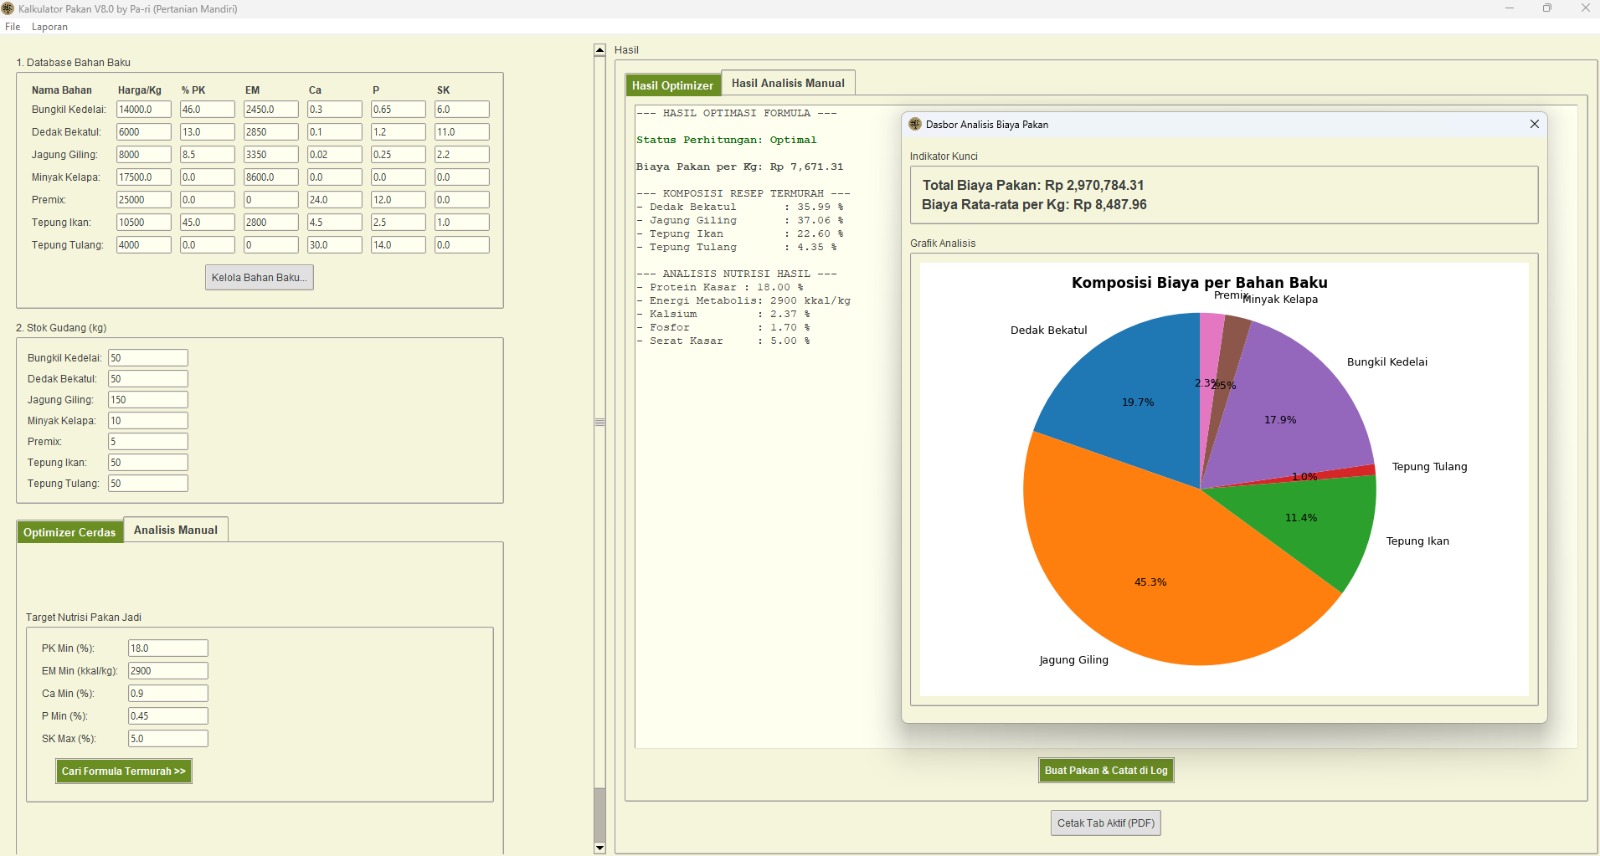 Kalkulator Pakan V8.0 by Pa-ri (Pertanian Mandiri)
File Laporan
1. Database Bahan Baku
Nama Bahan Harga/Kg % PK EM Ca P SK
Bungkil Kedelai: 14000.0 46.0 2450.0 0.3 0.65 6.0
Dedak Bekatul: 6000 13.0 2850 0.1 1.2 11.0
Jagung Giling: 8000 8.5 3350 0.02 0.25 2.2
Minyak Kelapa: 17500.0 0.0 8600.0 0.0 0.0 0.0
Premix: 25000 0.0 0 24.0 12.0 0.0
Tepung Ikan: 10500 45.0 2800 4.5 2.5 1.0
Tepung Tulang: 4000 0.0 0 30.0 14.0 0.0
Kelola Bahan Baku...
2. Stok Gudang (kg)
Bungkil Kedelai: 50
Dedak Bekatul: 50
Jagung Giling: 150
Minyak Kelapa: 10
Premix: 5
Tepung Ikan: 50
Tepung Tulang: 50
Optimizer Cerdas Analisis Manual
Target Nutrisi Pakan Jadi
PK Min (%): 18.0
EM Min (kkal/kg): 2900
Ca Min (%): 0.9
P Min (%): 0.45
SK Max (%): 5.0
Cari Formula Termurah >>
Hasil
Hasil Optimizer Hasil Analisis Manual
--- HASIL OPTIMASI FORMULA ---
Status Perhitungan: Optimal
Biaya Pakan per Kg: Rp 7,671.31
--- KOMPOSISI RESEP TERMURAH ---
- Dedak Bekatul : 35.99 %
- Jagung Giling : 37.06 %
- Tepung Ikan : 22.60 %
- Tepung Tulang : 4.35 %
--- ANALISIS NUTRISI HASIL ---
- Protein Kasar : 18.00 %
- Energi Metabolis: 2900 kkal/kg
- Kalsium : 2.37 %
- Fosfor : 1.70 %
- Serat Kasar : 5.00 %
Dasbor Analisis Biaya Pakan
Indikator Kunci
Total Biaya Pakan: Rp 2,970,784.31
Biaya Rata-rata per Kg: Rp 8,487.96
Grafik Analisis
Komposisi Biaya per Bahan Baku
Premix
Minyak Kelapa
Dedak Bekatul
Bungkil Kedelai
2.3%
2.5%
19.7%
17.9%
Tepung Tulang
1.0%
11.4%
Tepung Ikan
45.3%
Jagung Giling
Buat Pakan & Catat di Log
Cetak Tab Aktif (PDF)